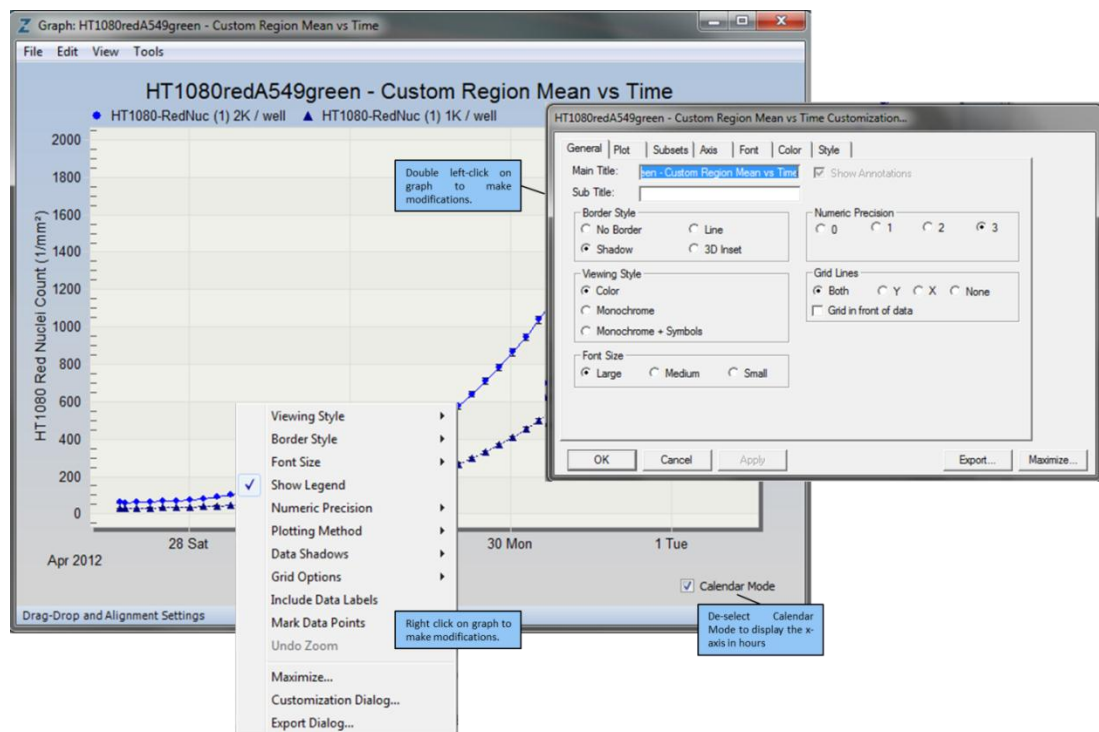 Graph: HT1080redA549green - Custom Region Mean vs Time
File Edit View Tools
HT1080redA549green - Custom Region Mean vs Time
HT1080-RedNuc (1) 2K / well HT1080-RedNuc (1) 1K / well
HT1080 Red Nuclei Count (1/mm²)
2000
1800
1600
1400
1200
1000
800
600
400
200
0
28 Sat
30 Mon
1 Tue
Apr 2012
Calendar Mode
Drag-Drop and Alignment Settings
Double left-click on
graph to make
modifications.
HT1080redA549green - Custom Region Mean vs Time Customization...
General Plot Subsets Axis Font Color Style
Main Title: een - Custom Region Mean vs Time
Show Annotations
Sub Title:
Border Style
No Border Line
Shadow 3D Inset
Numeric Precision
0 1 2 3
Viewing Style
Color
Monochrome
Monochrome + Symbols
Grid Lines
Both Y X None
Grid in front of data
Font Size
Large Medium Small
OK Cancel Apply Export... Maximize...
Viewing Style
Border Style
Font Size
Show Legend
Numeric Precision
Plotting Method
Data Shadows
Grid Options
Include Data Labels
Mark Data Points
Undo Zoom
Maximize...
Customization Dialog...
Export Dialog...
Right click on graph to
make modifications.
De-select Calendar
Mode to display the x-
axis in hours